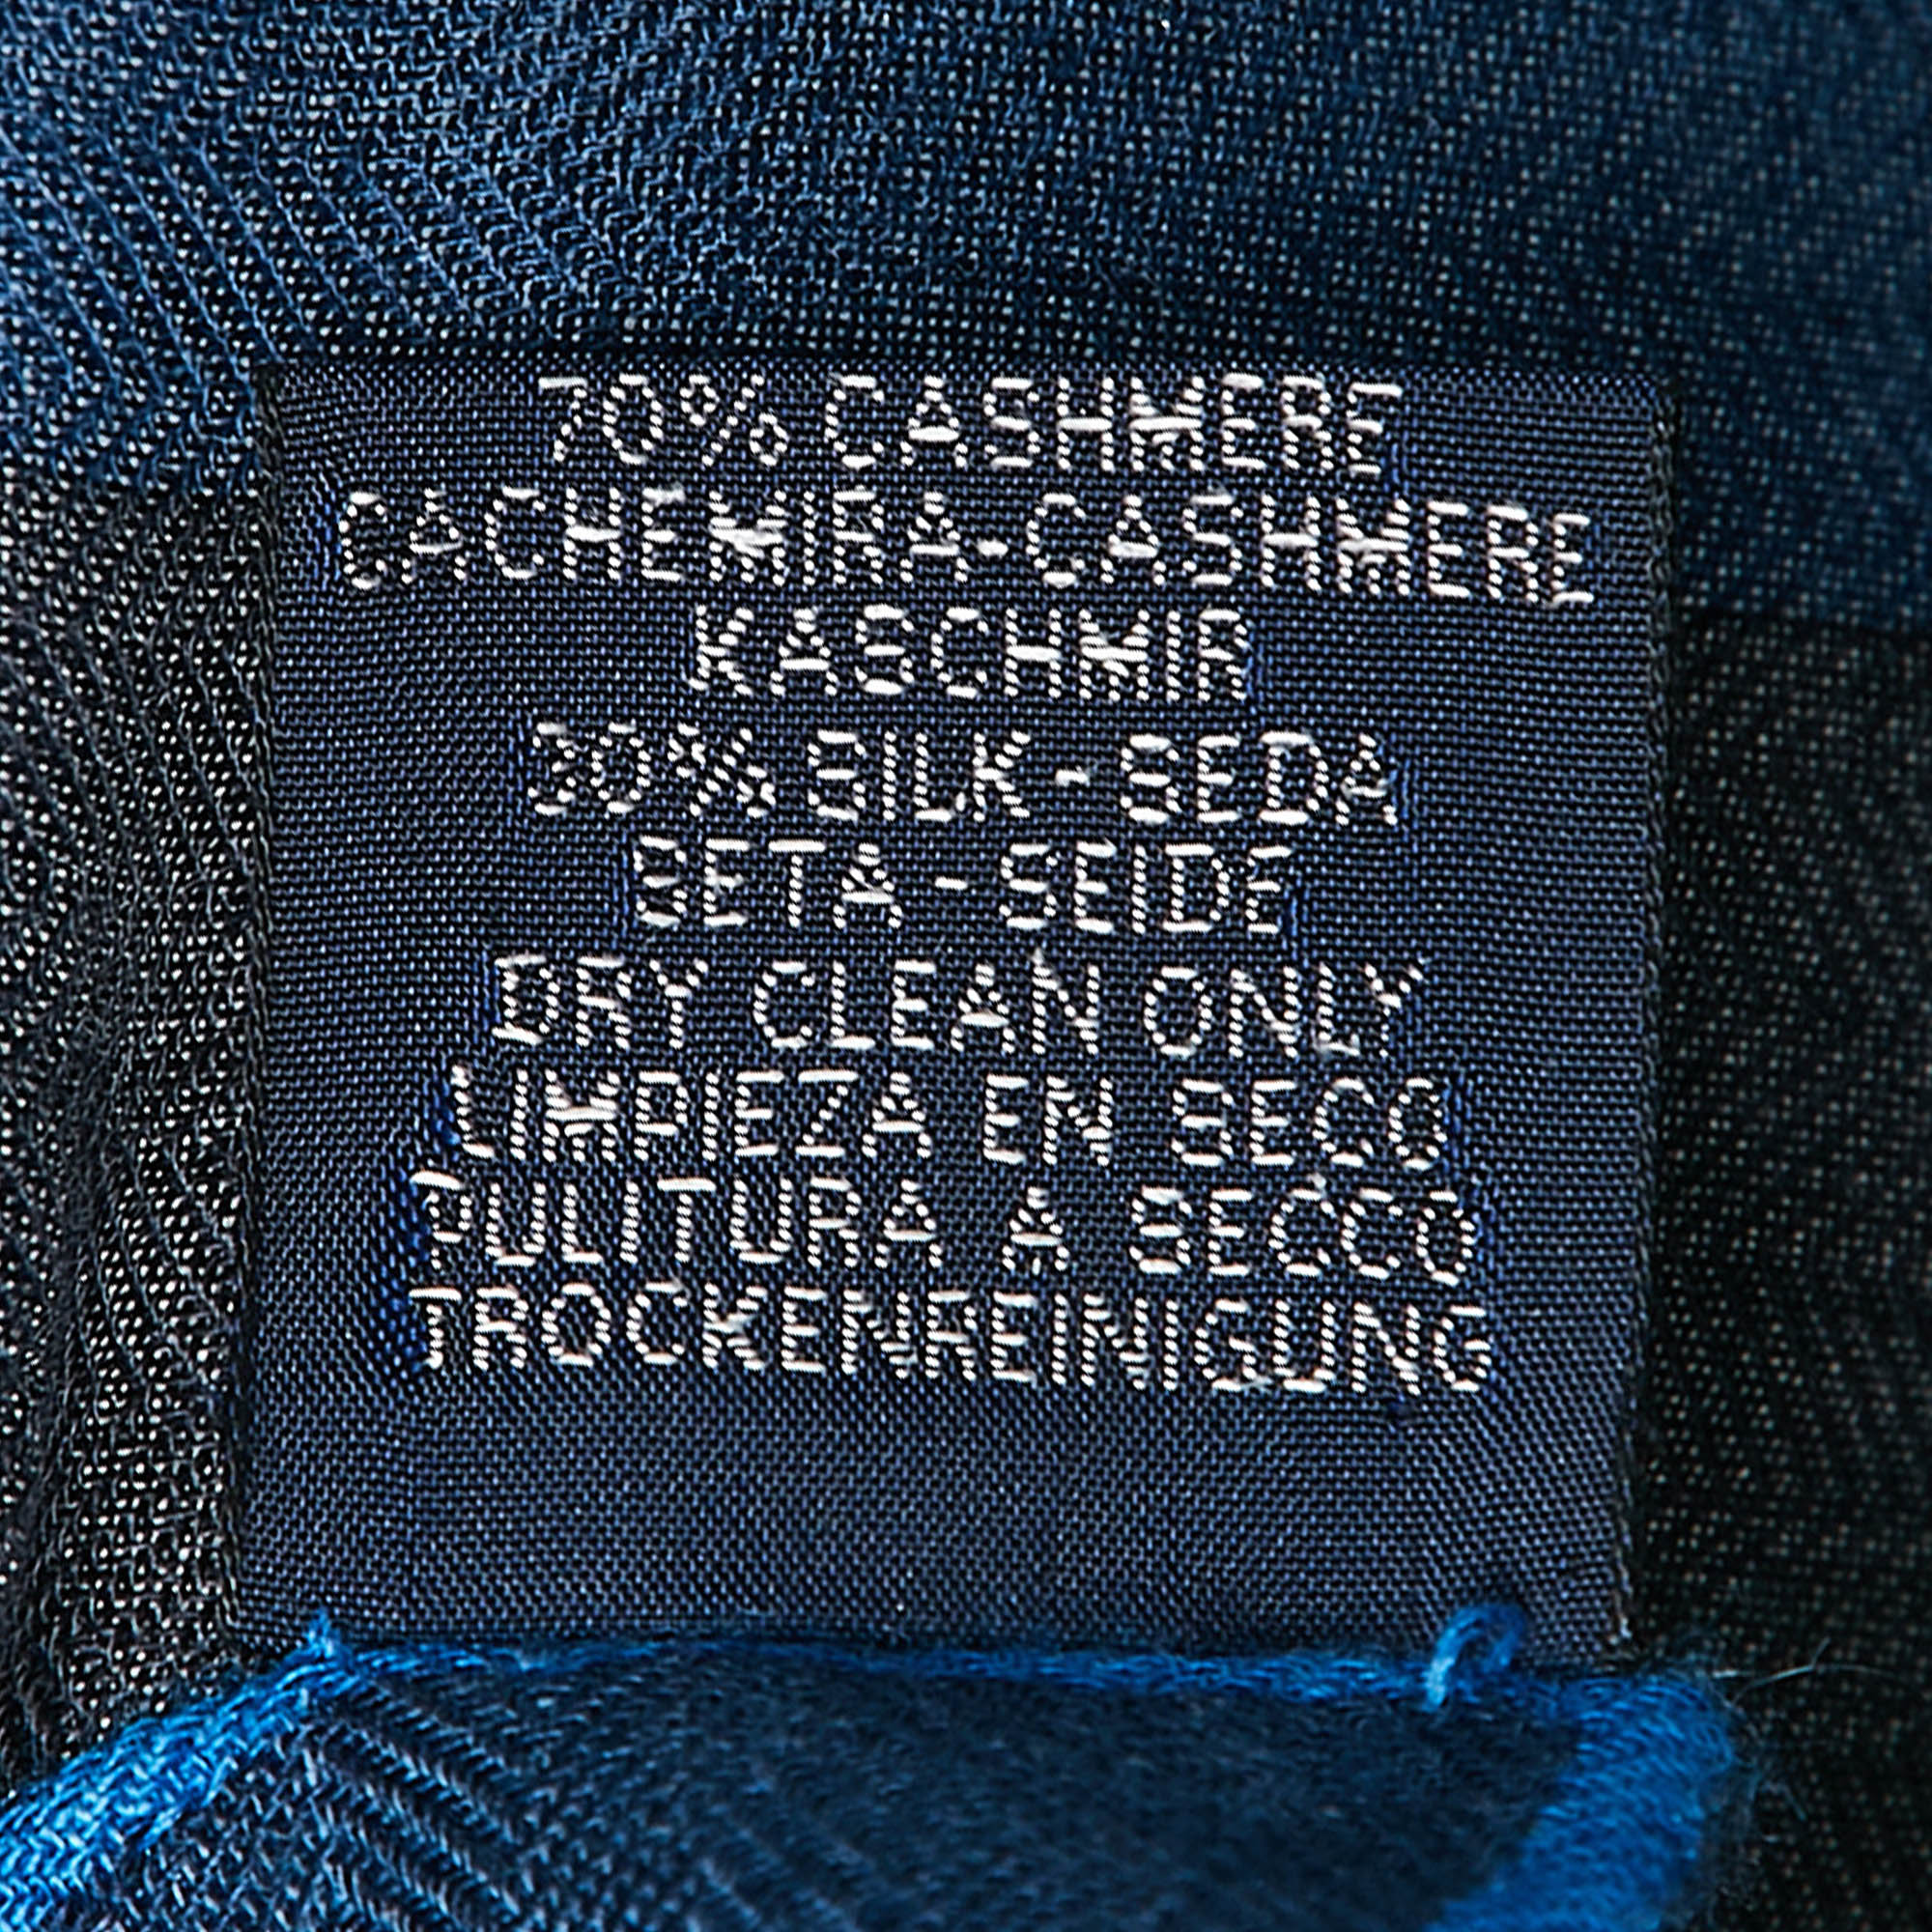 70% CASHMERE
CACHEMIRA-CASHMERE
KASCHMIR
30% SILK - SEDA
SETA - SEIDE
DRY CLEAN ONLY
LIMPIEZA EN SECO
PULITURA A SECCO
TROCKENREINIGUNG